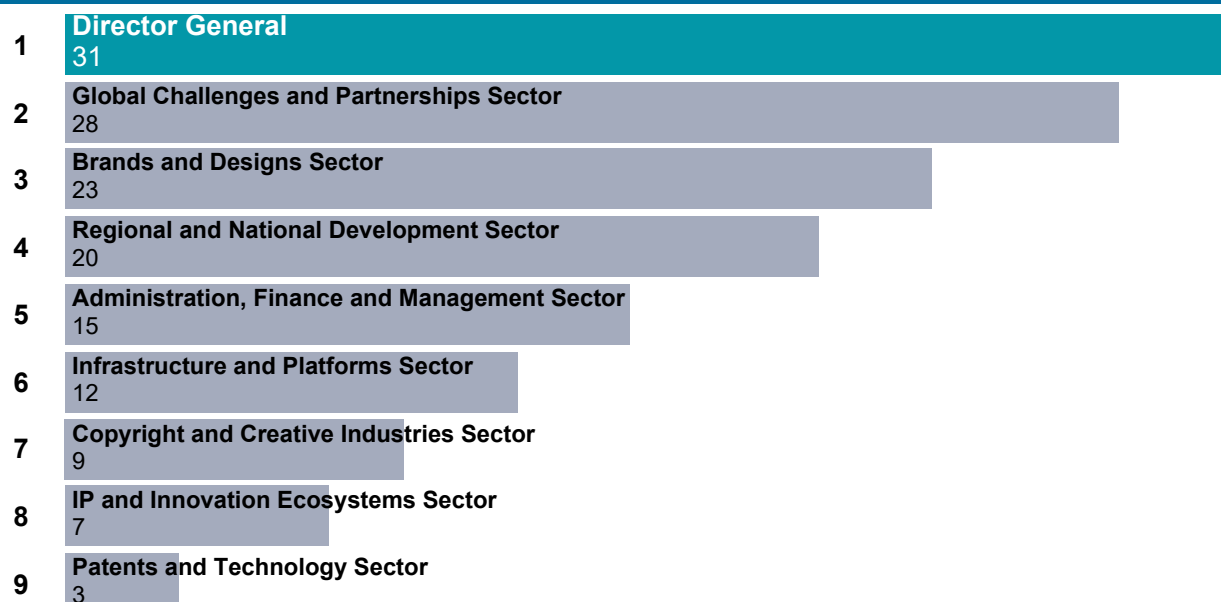 1
Director General
31
2
Global Challenges and Partnerships Sector
28
3
Brands and Designs Sector
23
4
Regional and National Development Sector
20
5
Administration, Finance and Management Sector
15
6
Infrastructure and Platforms Sector
12
7
Copyright and Creative Industries Sector
9
8
IP and Innovation Ecosystems Sector
7
9
Patents and Technology Sector
3